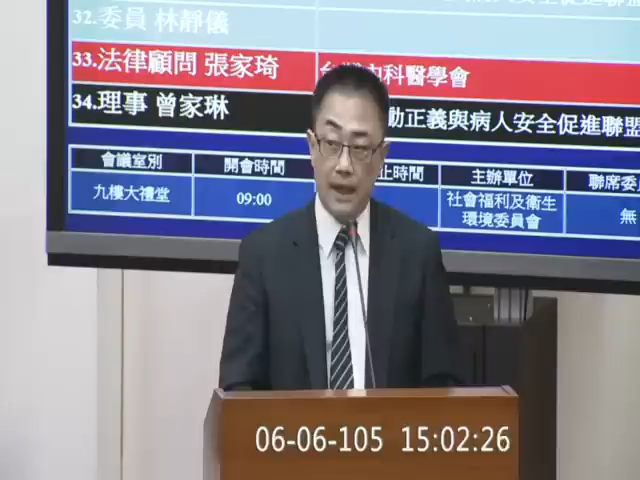 32.委員 林靜儀
33.法律顧問 張家琦 科醫學會
34.理事 曾家琳 動正義與病人安全促進聯盟
會議室別 開會時間 止時間 主辦單位 聯席委
九樓大禮堂 09:00 社會福利及衛生 無
環境委員會
06-06-105 15:02:26